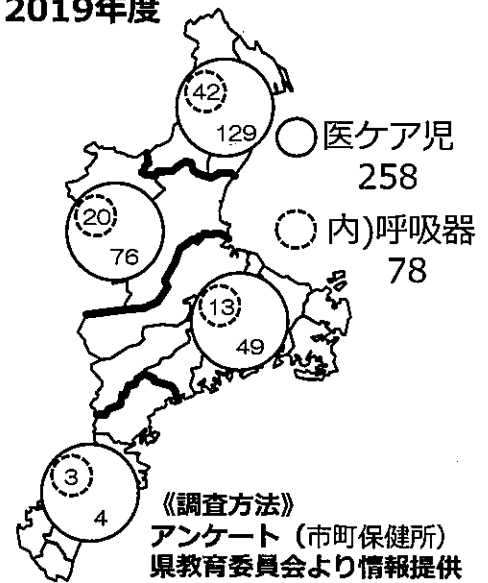 2019年度
42
129
医ケア児
258
20
76
内)呼吸器
78
13
49
3
4
《調査方法》
アンケート（市町保健所）
県教育委員会より情報提供